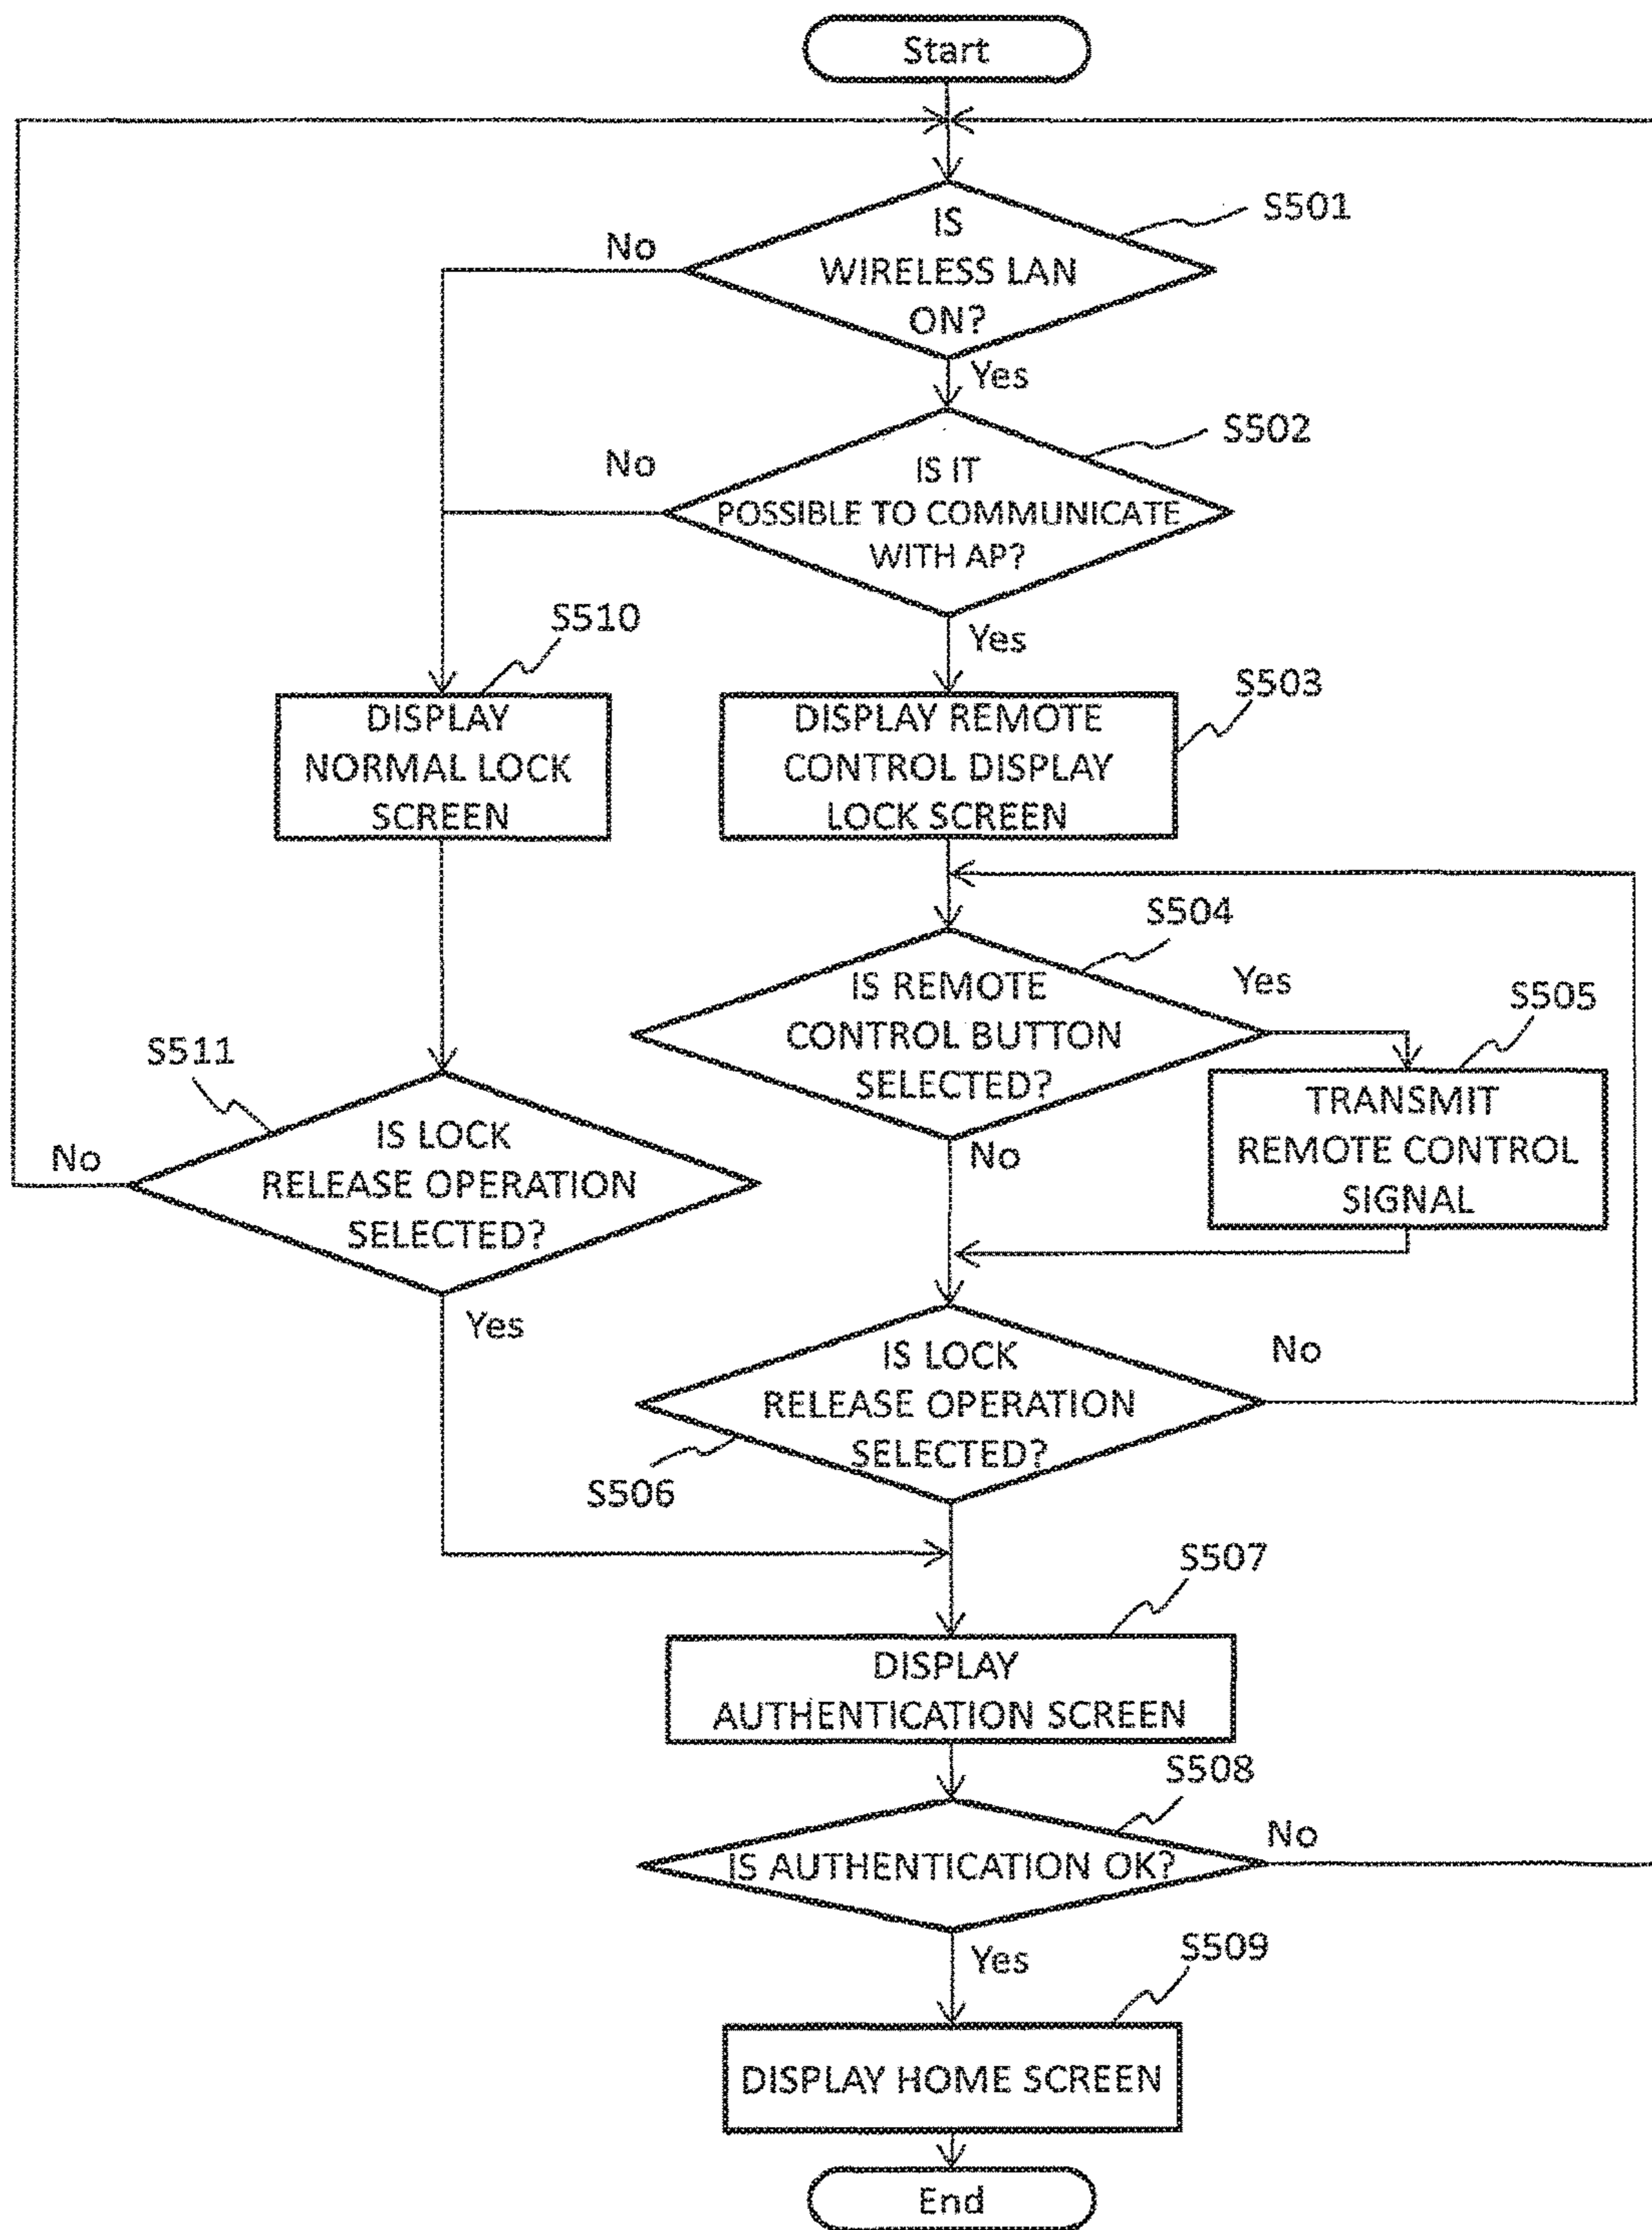 Start
S501
No
IS
WIRELESS LAN
ON?
Yes
S502
No
IS IT
POSSIBLE TO COMMUNICATE
WITH AP?
Yes
S510
DISPLAY
NORMAL LOCK
SCREEN
S503
DISPLAY REMOTE
CONTROL DISPLAY
LOCK SCREEN
S504
IS REMOTE
CONTROL BUTTON
SELECTED?
Yes
No
S505
TRANSMIT
REMOTE CONTROL
SIGNAL
S511
No
IS LOCK
RELEASE OPERATION
SELECTED?
Yes
IS LOCK
RELEASE OPERATION
SELECTED?
No
S506
S507
DISPLAY
AUTHENTICATION SCREEN
S508
IS AUTHENTICATION OK?
No
Yes
S509
DISPLAY HOME SCREEN
End